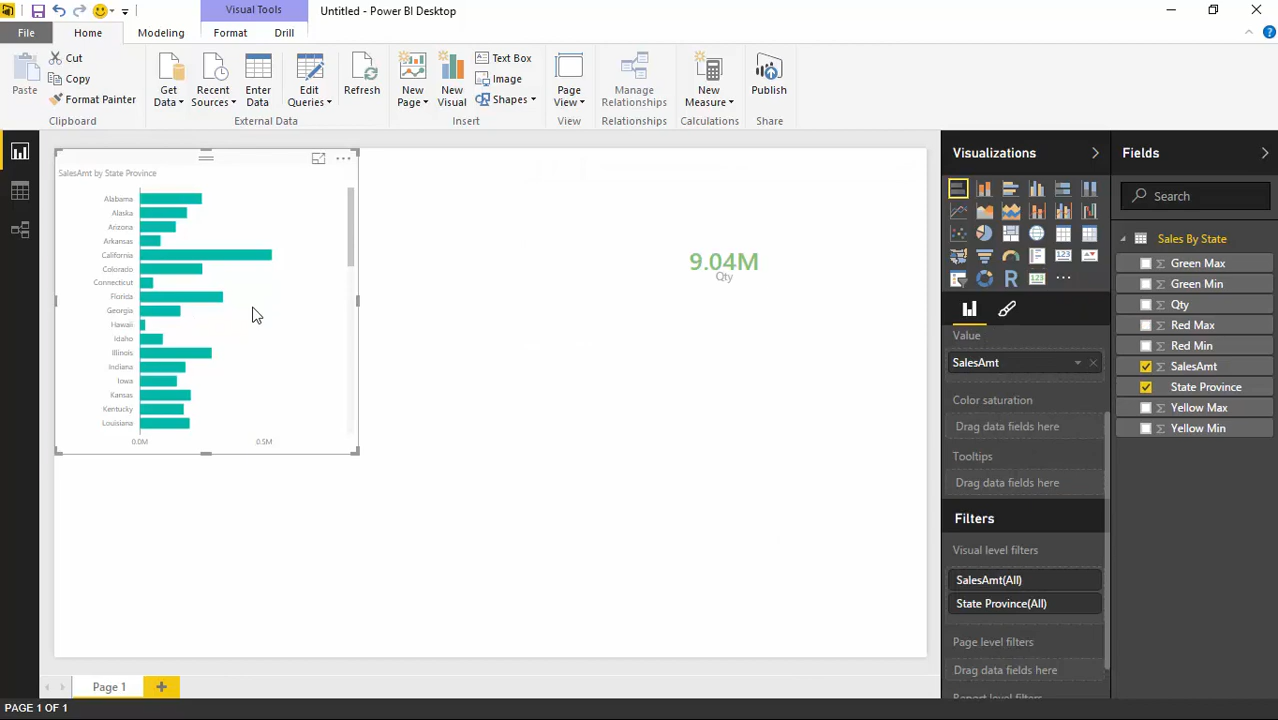 Visual Tools
Untitled - Power BI Desktop
File
Home
Modeling
Format
Drill
Paste
Cut
Copy
Format Painter
Clipboard
Get Data
Recent Sources
Enter Data
Edit Queries
Refresh
External Data
New Page
New Visual
Text Box
Image
Shapes
Insert
Page View
View
Manage Relationships
Relationships
New Measure
Calculations
Publish
Share
SalesAmt by State Province
Alabama
Alaska
Arizona
Arkansas
California
Colorado
Connecticut
Florida
Georgia
Hawaii
Idaho
Illinois
Indiana
Iowa
Kansas
Kentucky
Louisiana
0.0M
0.5M
9.04M
Qty
Visualizations
R
Value
SalesAmt
Color saturation
Drag data fields here
Tooltips
Drag data fields here
Filters
Visual level filters
SalesAmt(All)
State Province(All)
Page level filters
Drag data fields here
Report level filters
Fields
Search
Sales By State
Green Max
Green Min
Qty
Red Max
Red Min
SalesAmt
State Province
Yellow Max
Yellow Min
Page 1
PAGE 1 OF 1